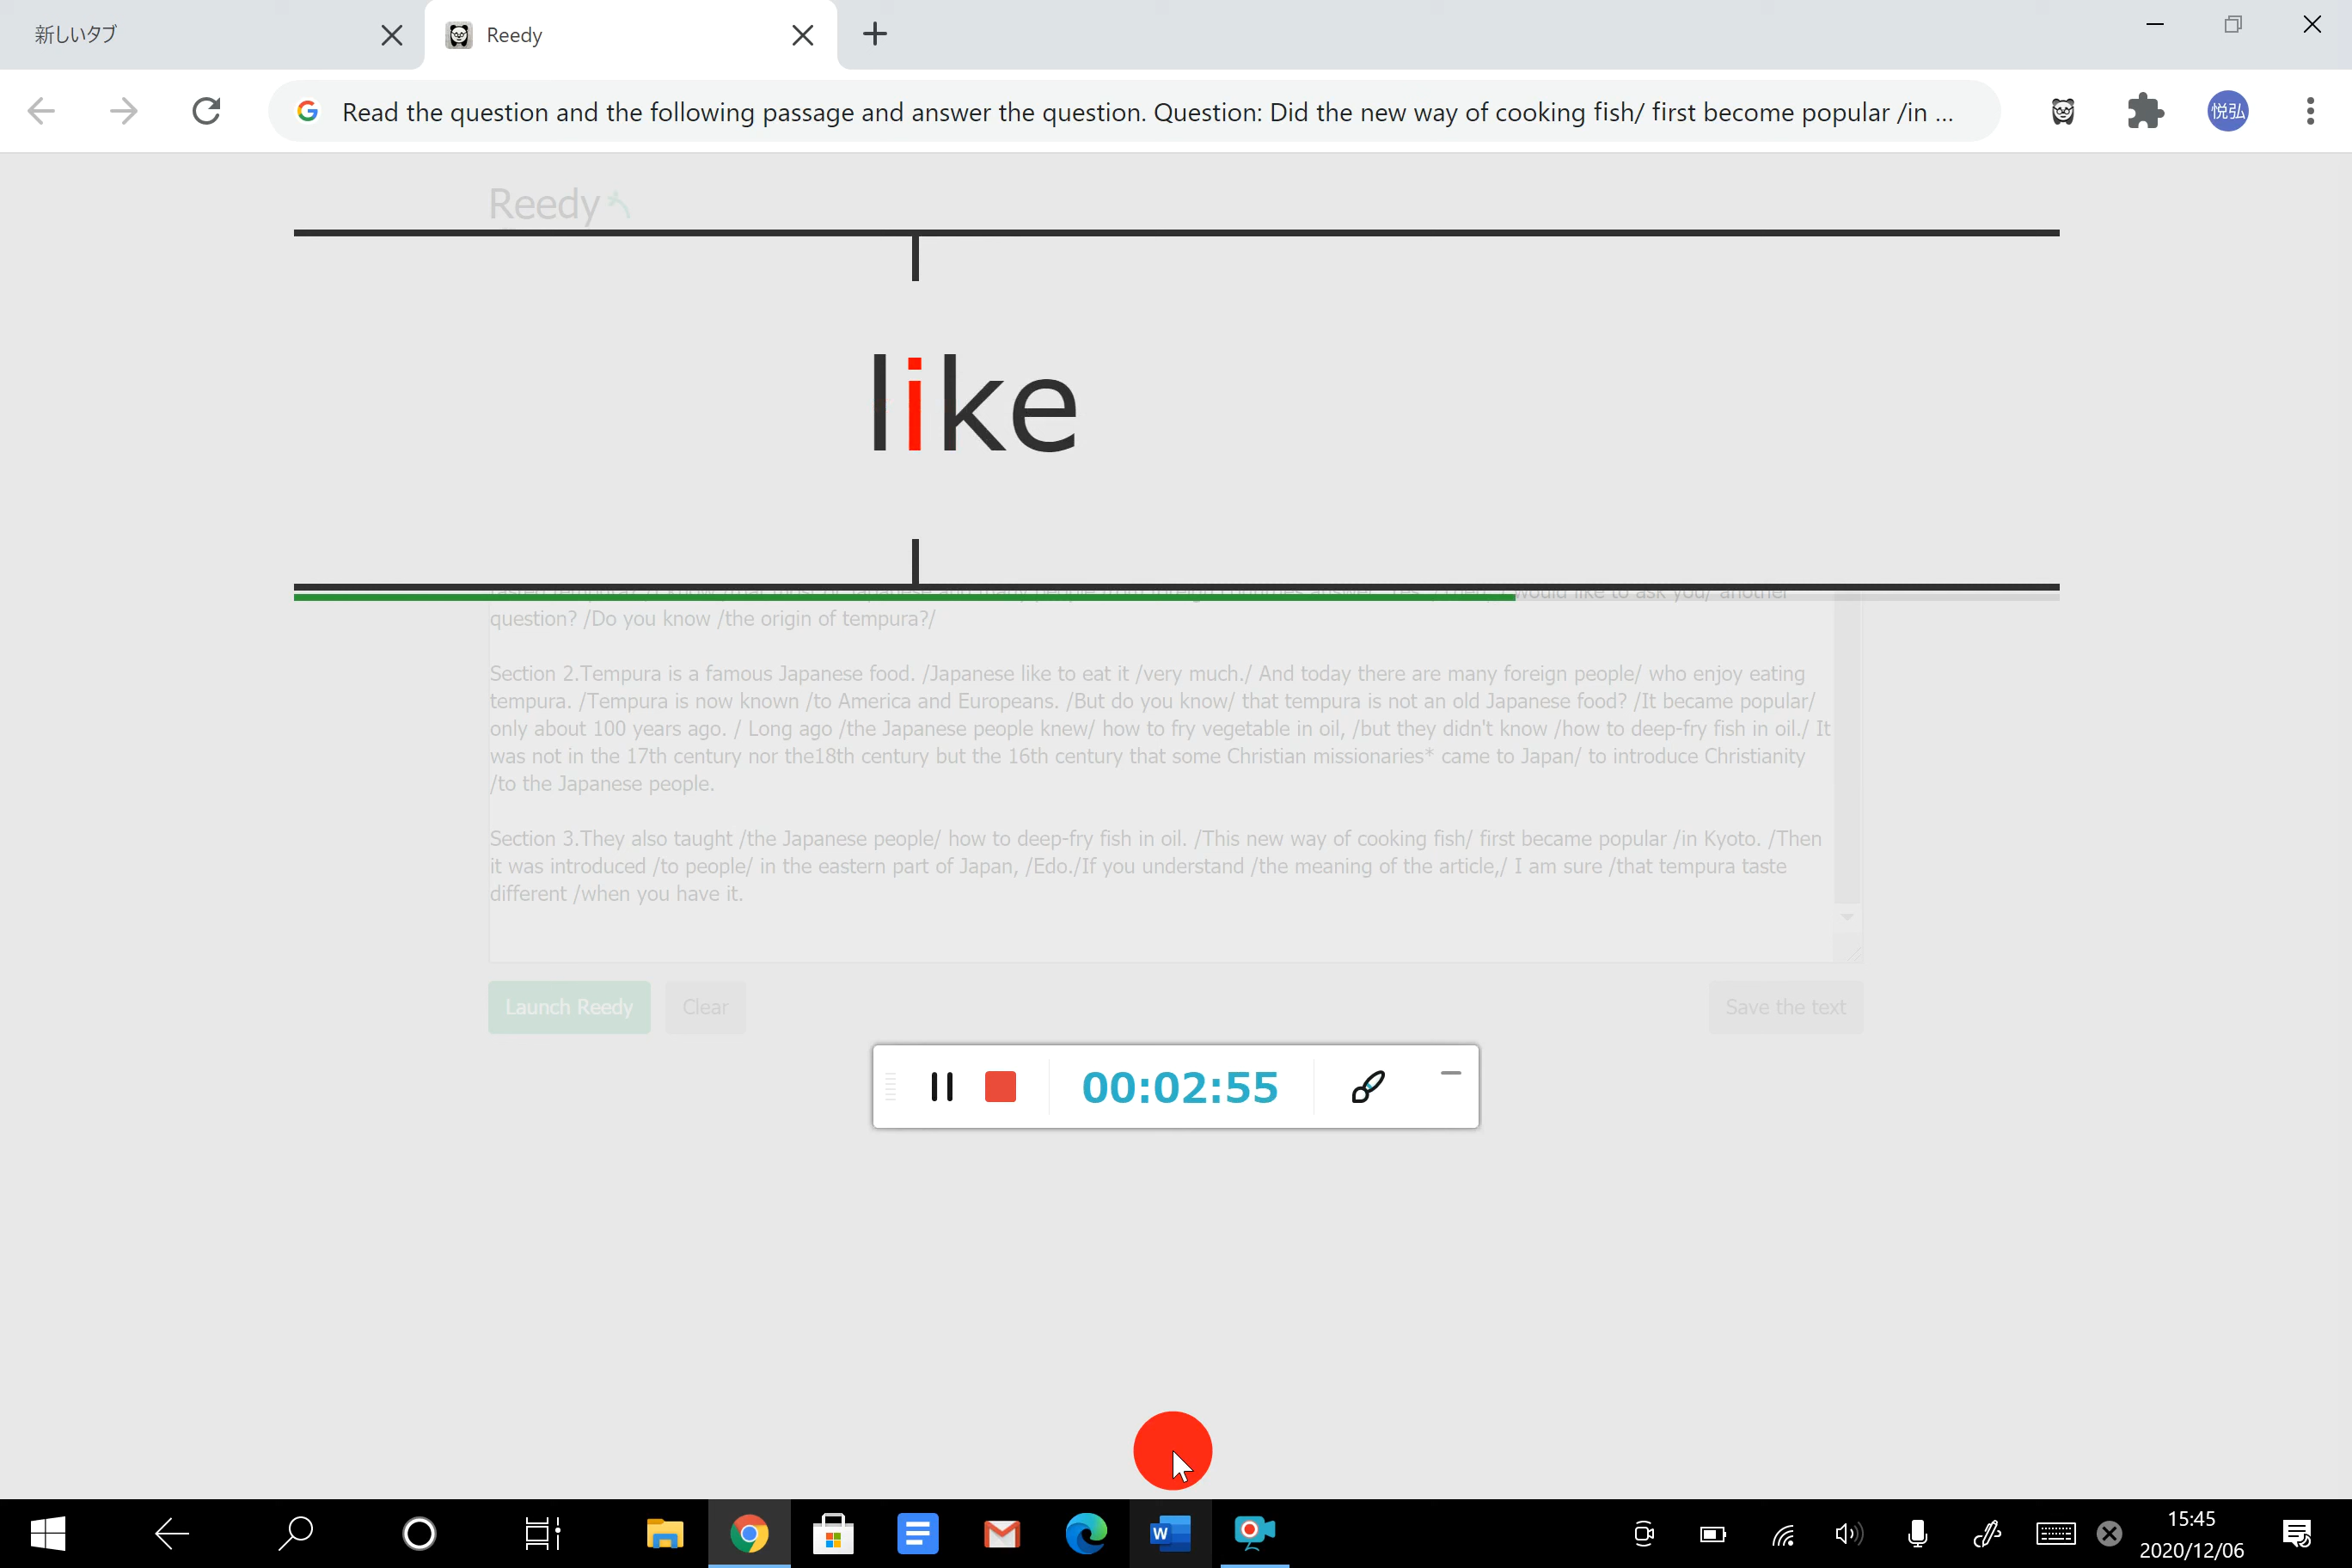 新しいタブ
Reedy
Read the question and the following passage and answer the question. Question: Did the new way of cooking fish/ first become popular /in ...
悦弘
Reedy
like
would like to ask you/ another
question? /Do you know /the origin of tempura?/
Section 2.Tempura is a famous Japanese food. /Japanese like to eat it /very much./ And today there are many foreign people/ who enjoy eating
tempura. /Tempura is now known /to America and Europeans. /But do you know/ that tempura is not an old Japanese food? /It became popular/
only about 100 years ago. / Long ago /the Japanese people knew/ how to fry vegetable in oil, /but they didn't know /how to deep-fry fish in oil./ It
was not in the 17th century nor the18th century but the 16th century that some Christian missionaries* came to Japan/ to introduce Christianity
/to the Japanese people.
Section 3.They also taught /the Japanese people/ how to deep-fry fish in oil. /This new way of cooking fish/ first became popular /in Kyoto. /Then
it was introduced /to people/ in the eastern part of Japan, /Edo./If you understand /the meaning of the article,/ I am sure /that tempura taste
different /when you have it.
Launch Reedy
Clear
Save the text
00:02:55
W
15:45
2020/12/06